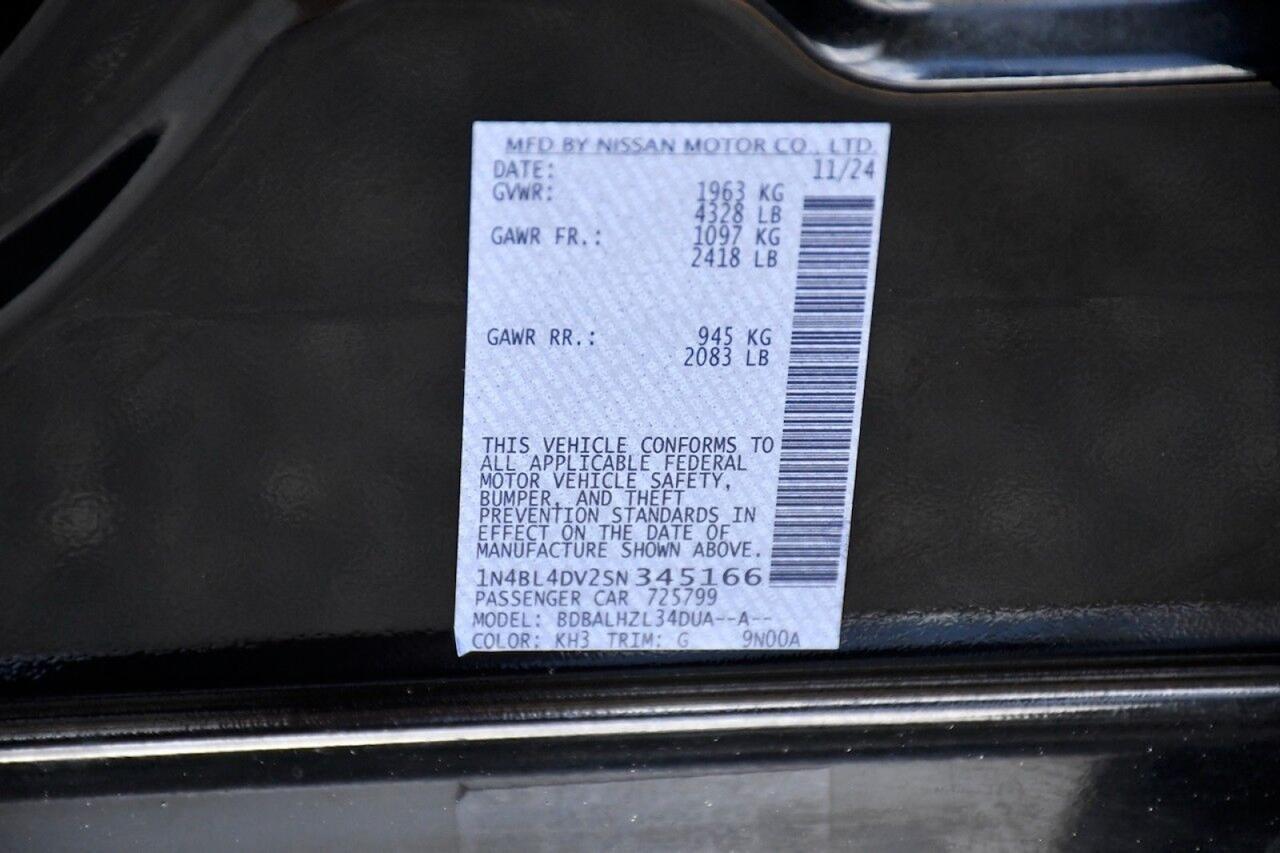 MFD BY NISSAN MOTOR CO., LTD.
DATE: 11/24
GVWR: 1963 KG
4328 LB
GAWR FR.: 1097 KG
2418 LB
GAWR RR.: 945 KG
2083 LB
THIS VEHICLE CONFORMS TO
ALL APPLICABLE FEDERAL
MOTOR VEHICLE SAFETY,
BUMPER, AND THEFT
PREVENTION STANDARDS IN
EFFECT ON THE DATE OF
MANUFACTURE SHOWN ABOVE.
1N4BL4DV2SN345166
PASSENGER CAR 725799
MODEL: BDBALHZL34DUA--A--
COLOR: KH3 TRIM: G 9N00A